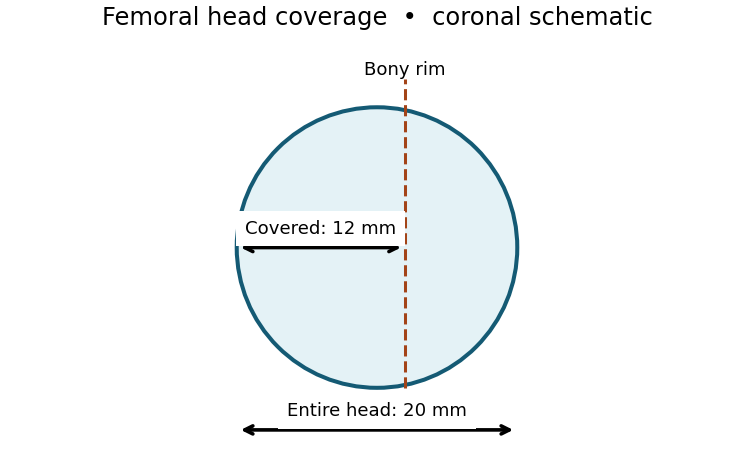 Femoral head coverage • coronal schematic
Bony rim
Covered: 12 mm
Entire head: 20 mm